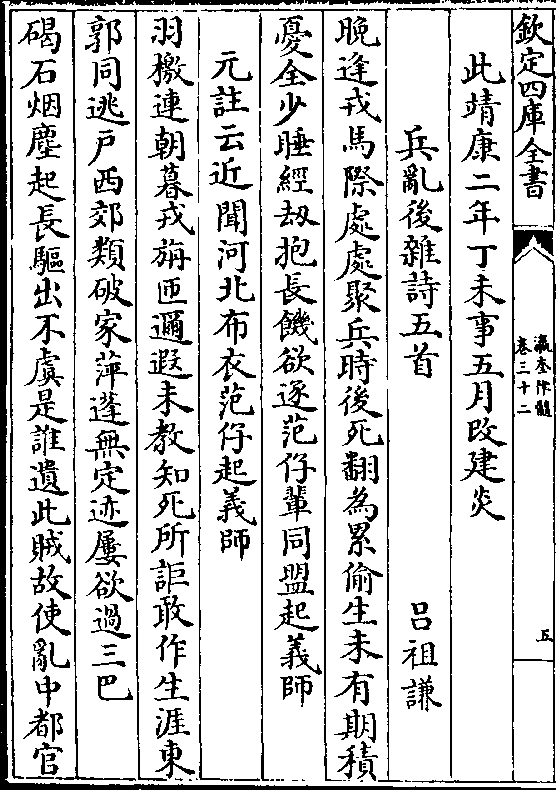 欽定四庫全書
瀛奎律髓
卷三十二
五
此靖康二年丁未事五月改建炎
兵亂後雜詩五首 吕祖謙
晚逢戎馬際處處聚兵時後死翻為累偷生未有期積
憂全少睡經刼抱長饑欲逐范仔輩同盟起義師
元註云近聞河北布衣范仔起義師
羽檄連朝暮戎旃匝邇遐未教知死所詎敢作生涯東
郭同逃户西郊類破家萍蓬無定迹屢欲過三巴
碣石烟塵起長驅出不虞是誰遺此賊故使亂中都官